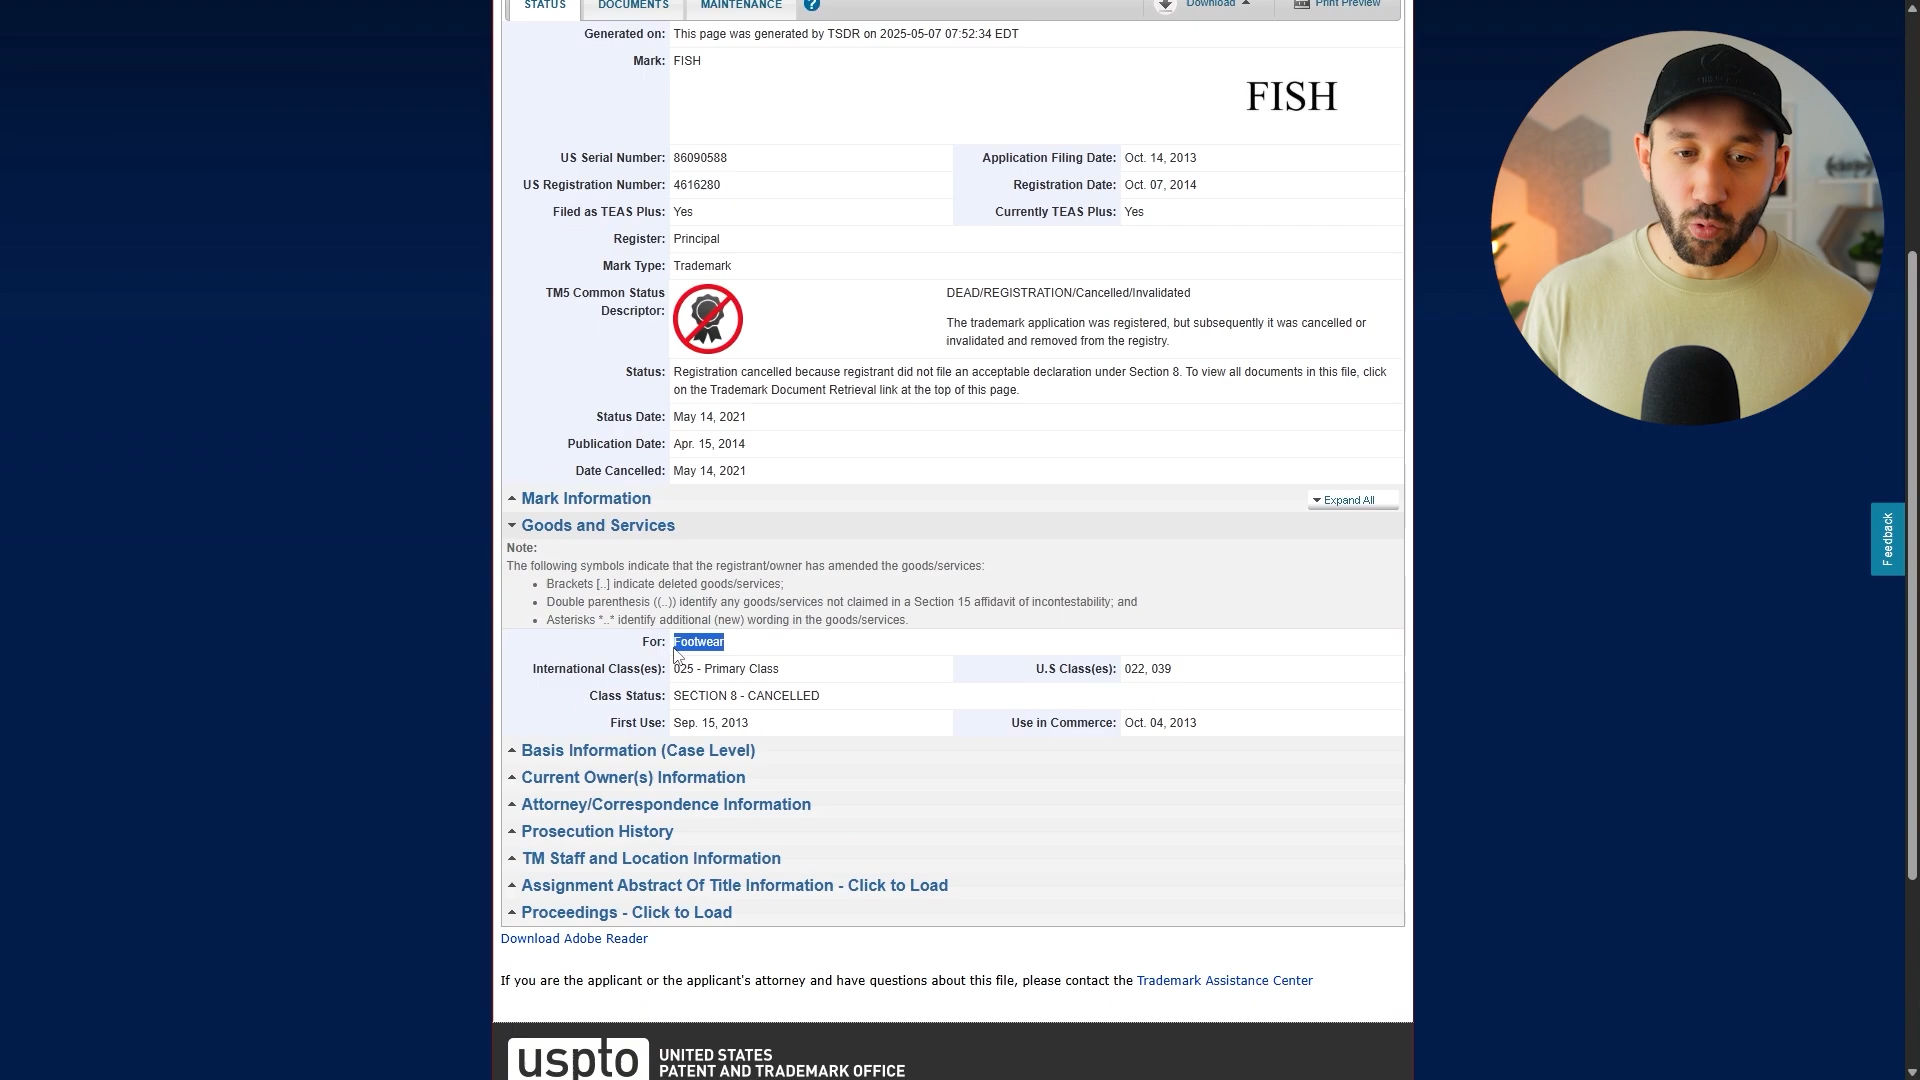 STATUS DOCUMENTS MAINTENANCE ? Download Print Preview
Generated on: This page was generated by TSDR on 2025-05-07 07:52:34 EDT
Mark: FISH
FISH
US Serial Number: 86090588 Application Filing Date: Oct. 14, 2013
US Registration Number: 4616280 Registration Date: Oct. 07, 2014
Filed as TEAS Plus: Yes Currently TEAS Plus: Yes
Register: Principal
Mark Type: Trademark
TM5 Common Status Descriptor: DEAD/REGISTRATION/Cancelled/Invalidated
The trademark application was registered, but subsequently it was cancelled or
invalidated and removed from the registry.
Status: Registration cancelled because registrant did not file an acceptable declaration under Section 8. To view all documents in this file, click
on the Trademark Document Retrieval link at the top of this page.
Status Date: May 14, 2021
Publication Date: Apr. 15, 2014
Date Cancelled: May 14, 2021
Mark Information Expand All
Goods and Services
Note:
The following symbols indicate that the registrant/owner has amended the goods/services:
• Brackets [..] indicate deleted goods/services;
• Double parenthesis ((..)) identify any goods/services not claimed in a Section 15 affidavit of incontestability; and
• Asterisks *..* identify additional (new) wording in the goods/services.
For: Footwear
International Class(es): 025 - Primary Class U.S Class(es): 022, 039
Class Status: SECTION 8 - CANCELLED
First Use: Sep. 15, 2013 Use in Commerce: Oct. 04, 2013
Basis Information (Case Level)
Current Owner(s) Information
Attorney/Correspondence Information
Prosecution History
TM Staff and Location Information
Assignment Abstract Of Title Information - Click to Load
Proceedings - Click to Load
Download Adobe Reader
If you are the applicant or the applicant's attorney and have questions about this file, please contact the Trademark Assistance Center
uspto UNITED STATES
PATENT AND TRADEMARK OFFICE
Feedback